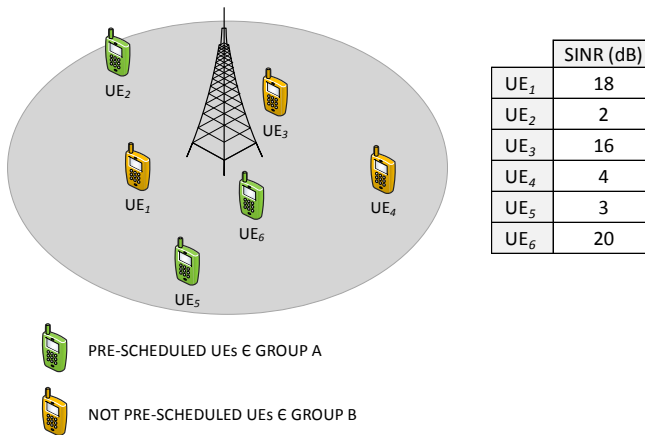 UE2
UE3
UE1
UE4
UE6
UE5
SINR (dB)
UE1 18
UE2 2
UE3 16
UE4 4
UE5 3
UE6 20
PRE-SCHEDULED UEs Є GROUP A
NOT PRE-SCHEDULED UEs Є GROUP B